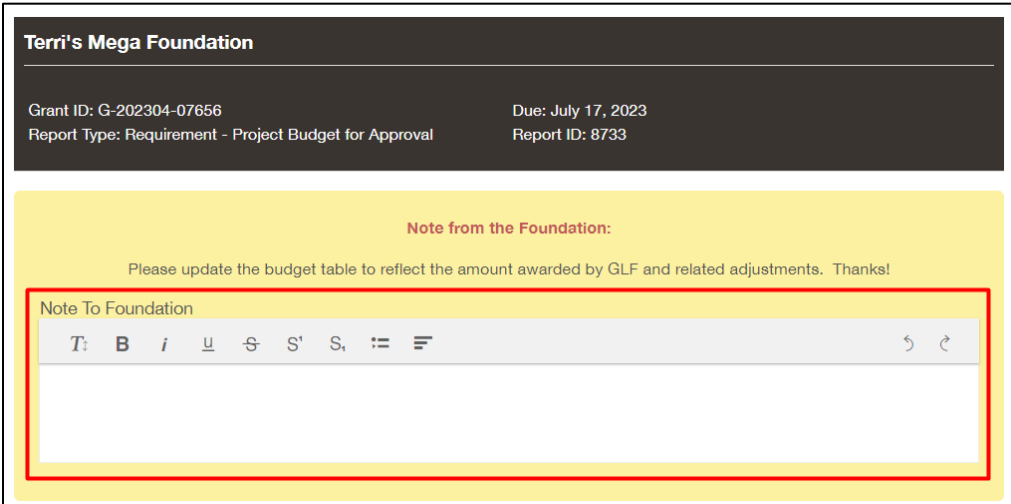 Terri's Mega Foundation
Grant ID: G-202304-07656
Due: July 17, 2023
Report Type: Requirement - Project Budget for Approval
Report ID: 8733
Note from the Foundation:
Please update the budget table to reflect the amount awarded by GLF and related adjustments.  Thanks!
Note To Foundation
T B i u S S' S,